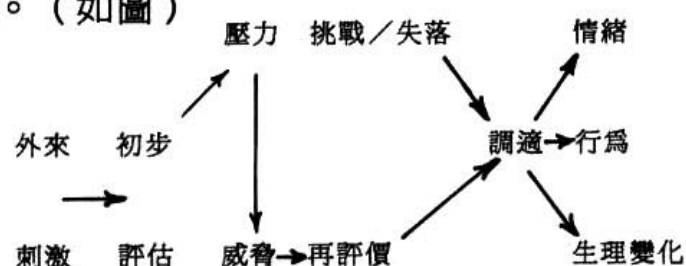 。（如圖）
壓力 挑戰／失落 情緒
外來 初步 調適 行為
刺激 評估 威脅 再評價 生理變化